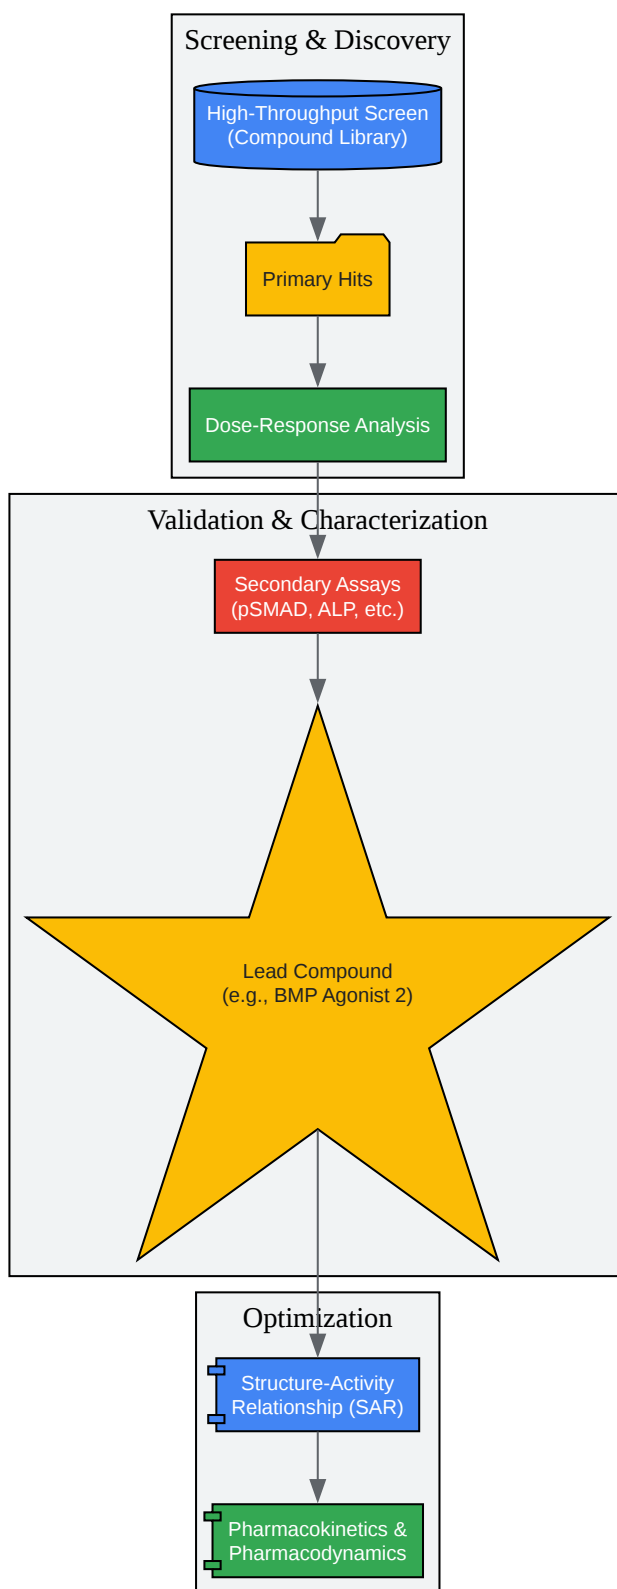 Screening & Discovery
High-Throughput Screen
(Compound Library)
Primary Hits
Dose-Response Analysis
Validation & Characterization
Secondary Assays
(pSMAD, ALP, etc.)
Lead Compound
(e.g., BMP Agonist 2)
Optimization
Structure-Activity
Relationship (SAR)
Pharmacokinetics &
Pharmacodynamics